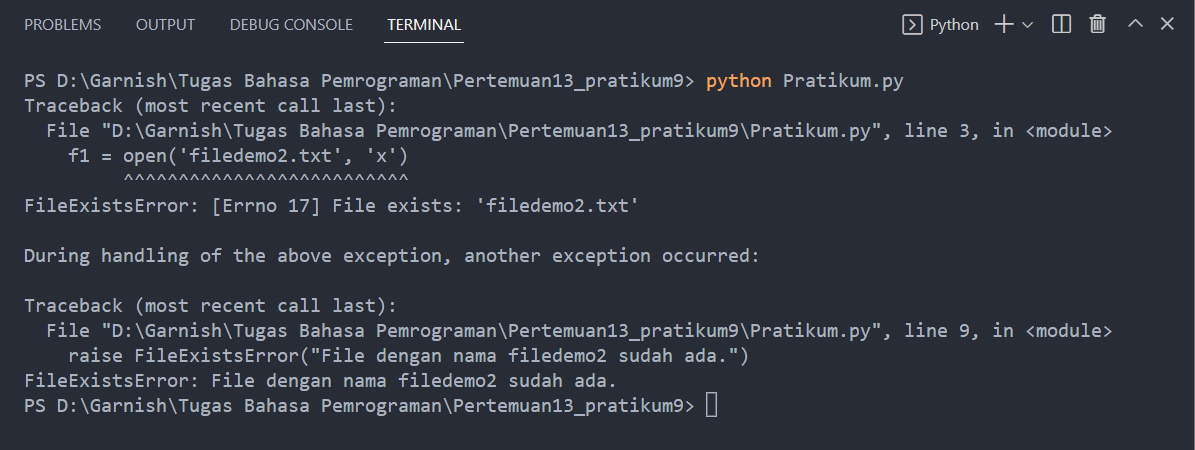 PROBLEMS OUTPUT DEBUG CONSOLE TERMINAL Python
PS D:\Garnish\Tugas Bahasa Pemrograman\Pertemuan13_pratikum9> python Pratikum.py
Traceback (most recent call last):
  File "D:\Garnish\Tugas Bahasa Pemrograman\Pertemuan13_pratikum9\Pratikum.py", line 3, in <module>
    f1 = open('filedemo2.txt', 'x')
         ^^^^^^^^^^^^^^^^^^^^^^^^^^
FileExistsError: [Errno 17] File exists: 'filedemo2.txt'
During handling of the above exception, another exception occurred:
Traceback (most recent call last):
  File "D:\Garnish\Tugas Bahasa Pemrograman\Pertemuan13_pratikum9\Pratikum.py", line 9, in <module>
    raise FileExistsError("File dengan nama filedemo2 sudah ada.")
FileExistsError: File dengan nama filedemo2 sudah ada.
PS D:\Garnish\Tugas Bahasa Pemrograman\Pertemuan13_pratikum9>